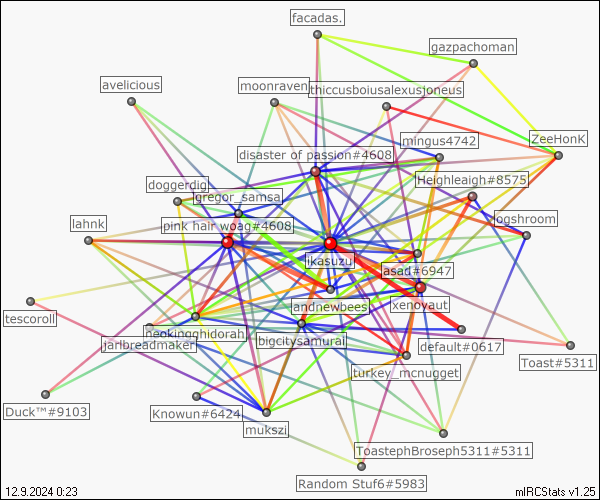 facadas.
gazpachoman
avelicious
moonraven
thiccusboiusalexusjoneus
ZeeHonK
mingus4742
disaster of passion#4608
Heighleaigh#8575
doggerdig
gregor_samsa
lahnk
pink hair woag#4608
logshroom
likasuzu
asad#6947
andnewbees
xenoyaut
tescoroll
neokingghidorah
jarlbreadmaker
bigcitysamurai
default#0617
Toast#5311
turkey_mcnugget
Duck™#9103
Knowun#6424
mukszi
ToastephBroseph5311#5311
Random Stuf6#5983
12.9.2024 0:23
mIRCStats v1.25